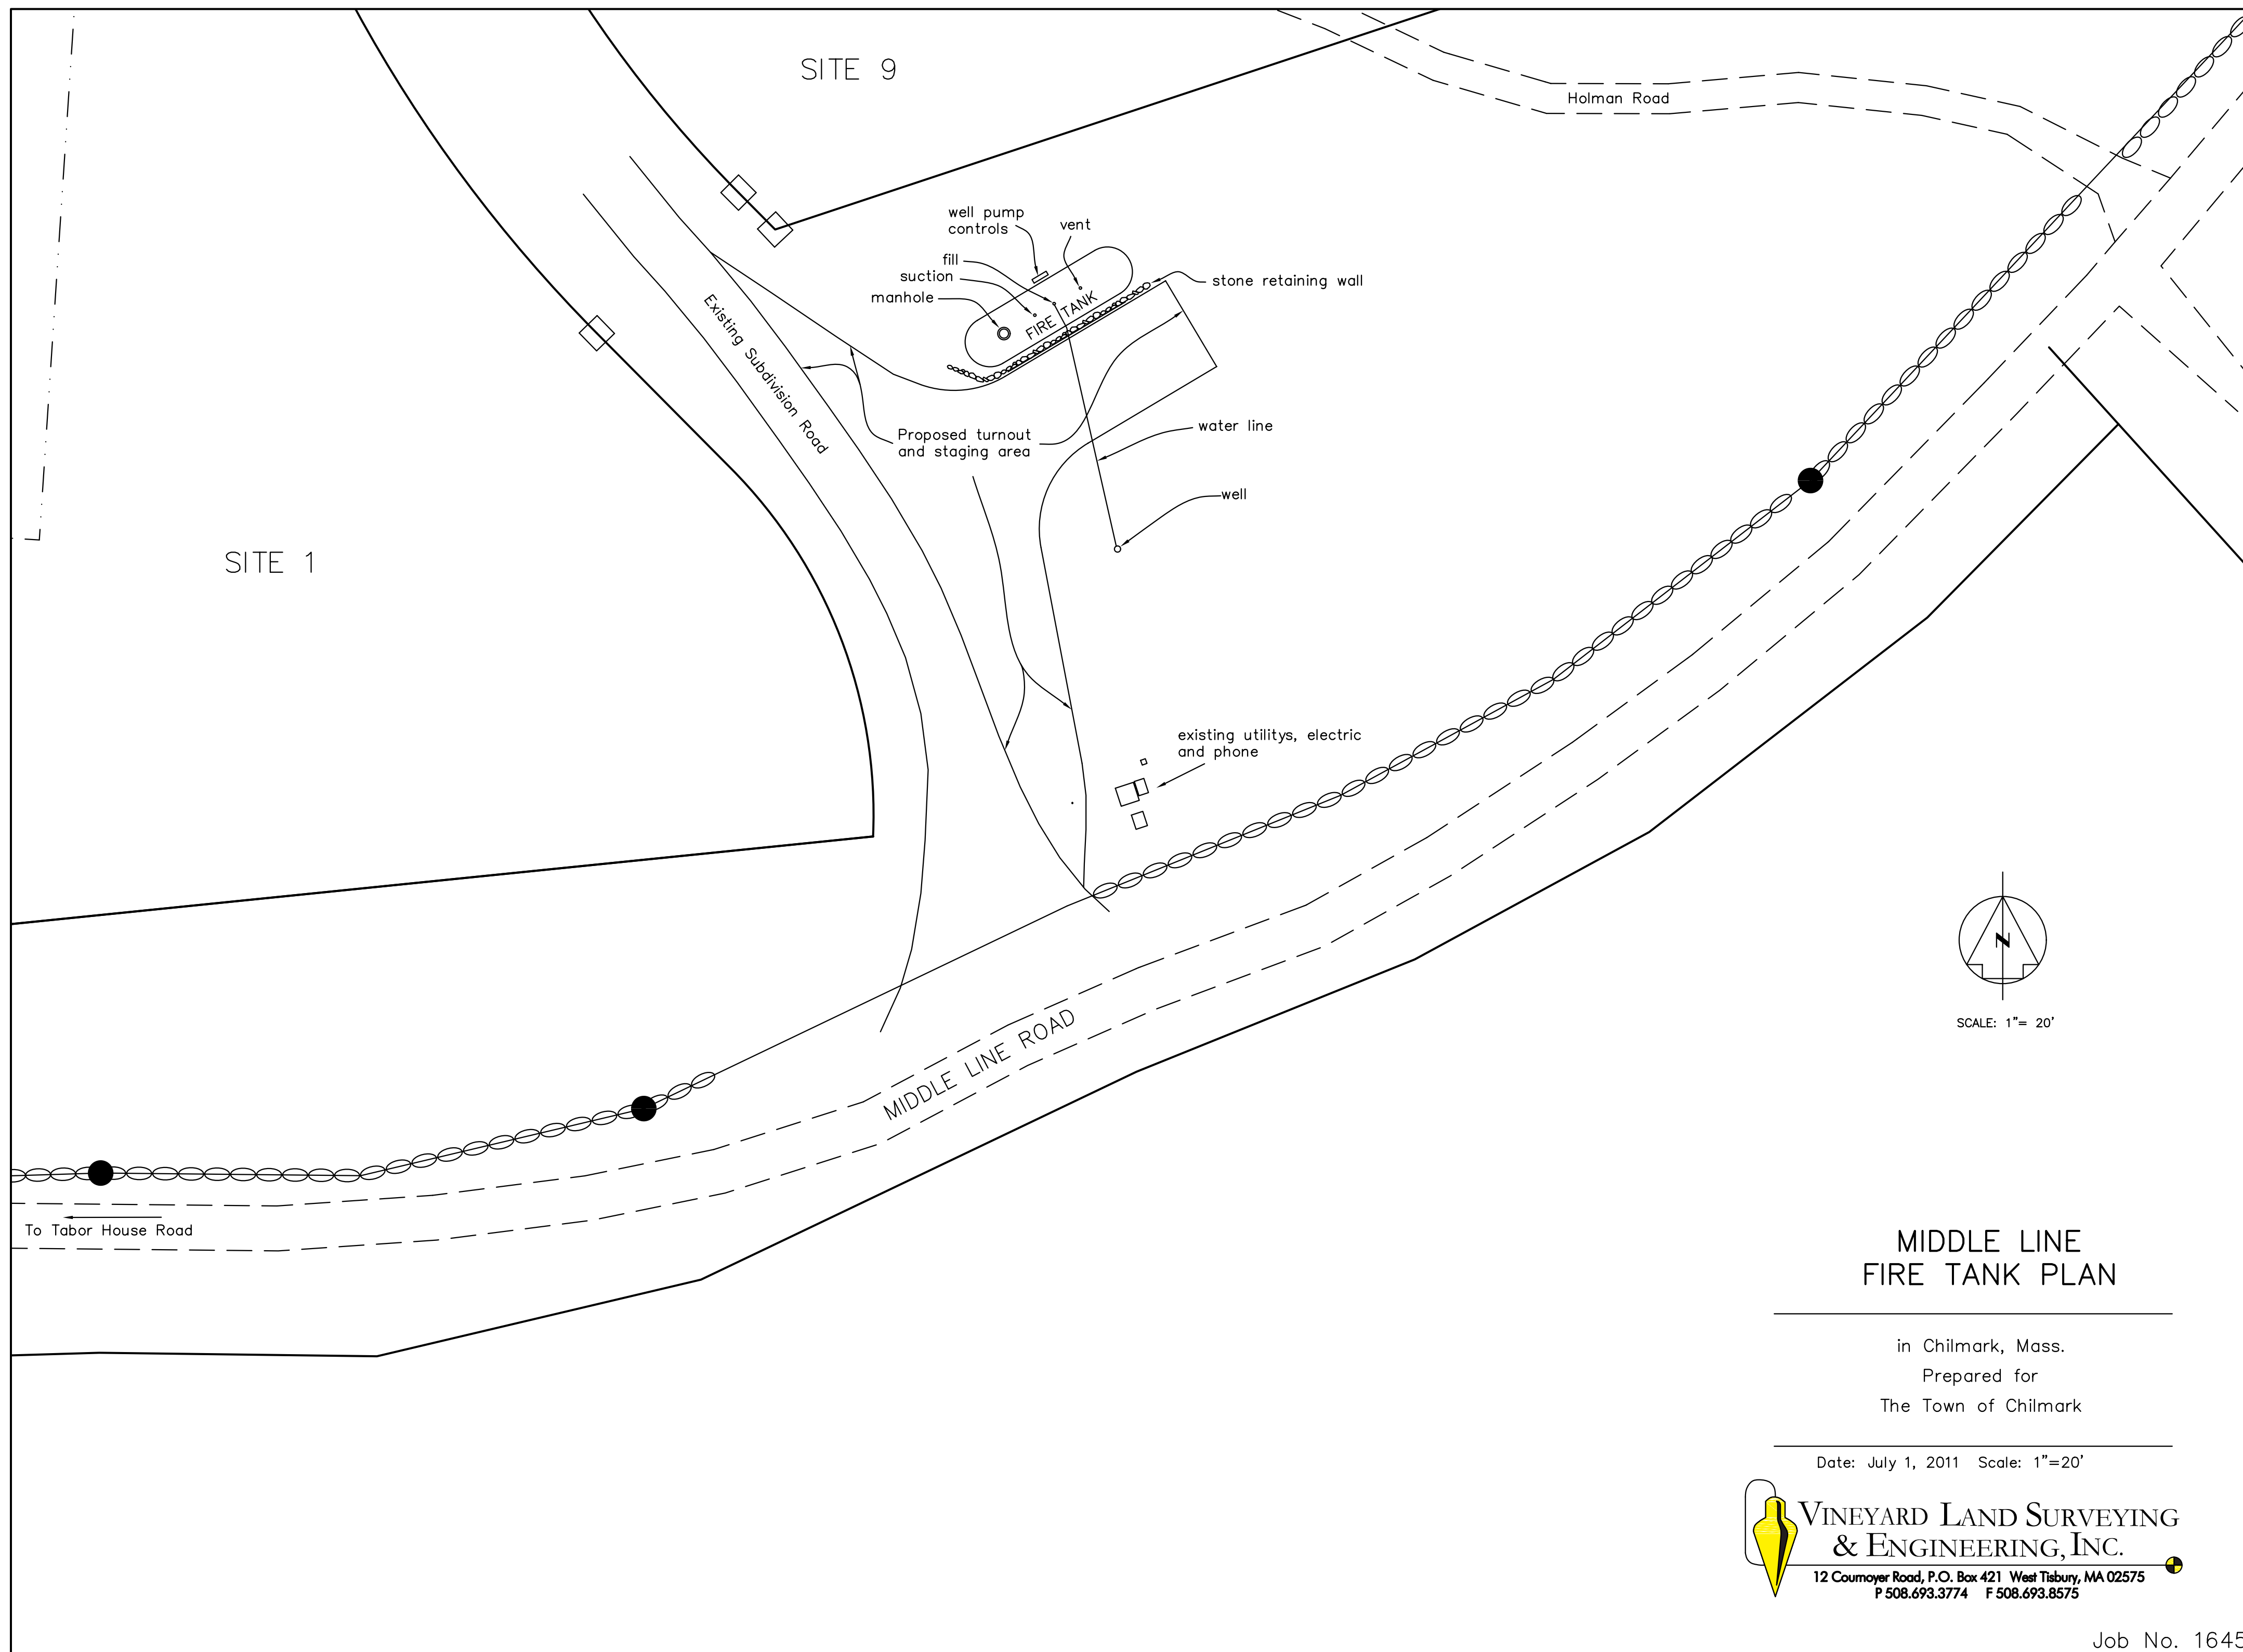 SITE 9
Holman Road
well pump
controls
vent
fill
suction
manhole
FIRE TANK
stone retaining wall
Existing Subdivision Road
Proposed turnout
and staging area
water line
well
SITE 1
existing utilitys, electric
and phone
N
SCALE: 1"= 20'
MIDDLE LINE ROAD
To Tabor House Road
MIDDLE LINE
FIRE TANK PLAN
in Chilmark, Mass.
Prepared for
The Town of Chilmark
Date: July 1, 2011 Scale: 1"=20'
VINEYARD LAND SURVEYING
& ENGINEERING, INC.
12 Cournoyer Road, P.O. Box 421 West Tisbury, MA 02575
P 508.693.3774 F 508.693.8575
Job No. 1645